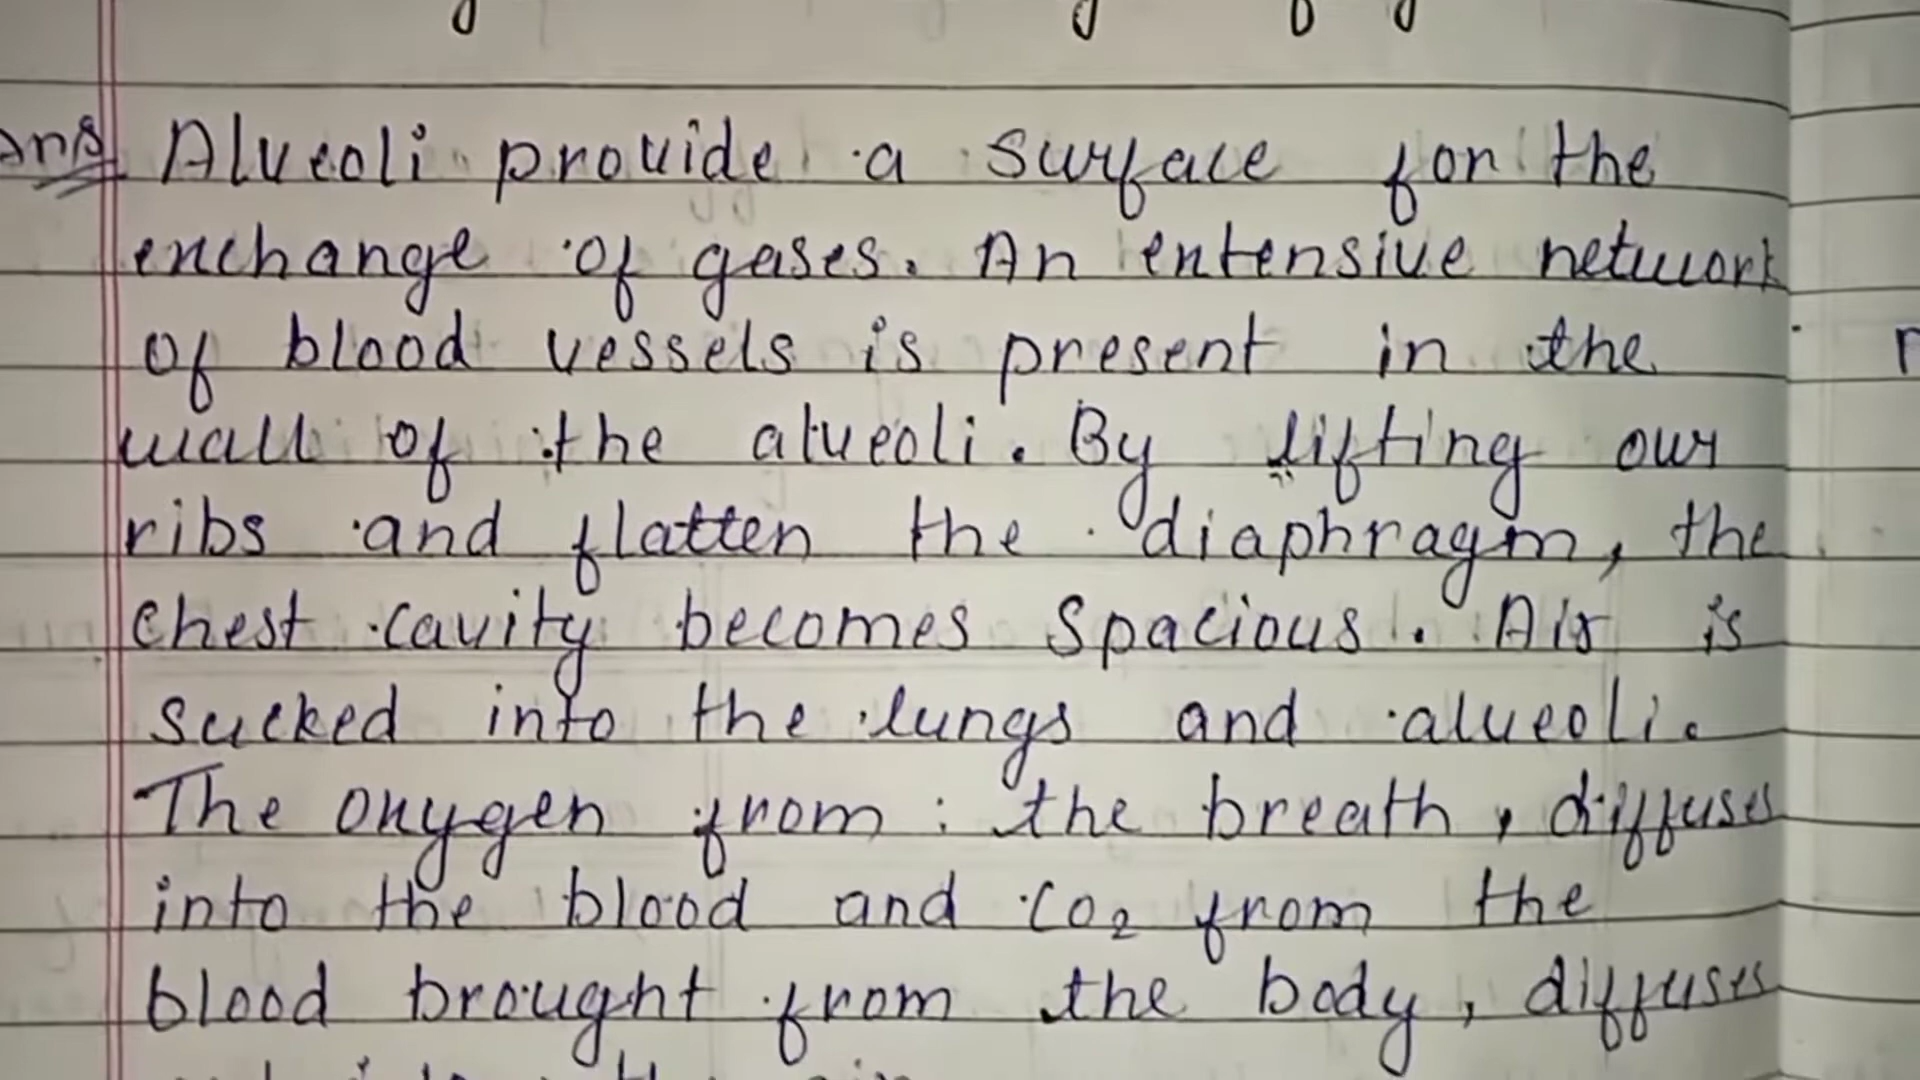 Ans Alveoli provide a surface for the
exchange of gases. An extensive network
of blood vessels is present in the
wall of the alveoli. By lifting our
ribs and flatten the diaphragm, the
chest cavity becomes spacious. Air is
sucked into the lungs and alveoli.
The oxygen from the breath, diffuses
into the blood and CO2 from the
blood brought from the body, diffuses